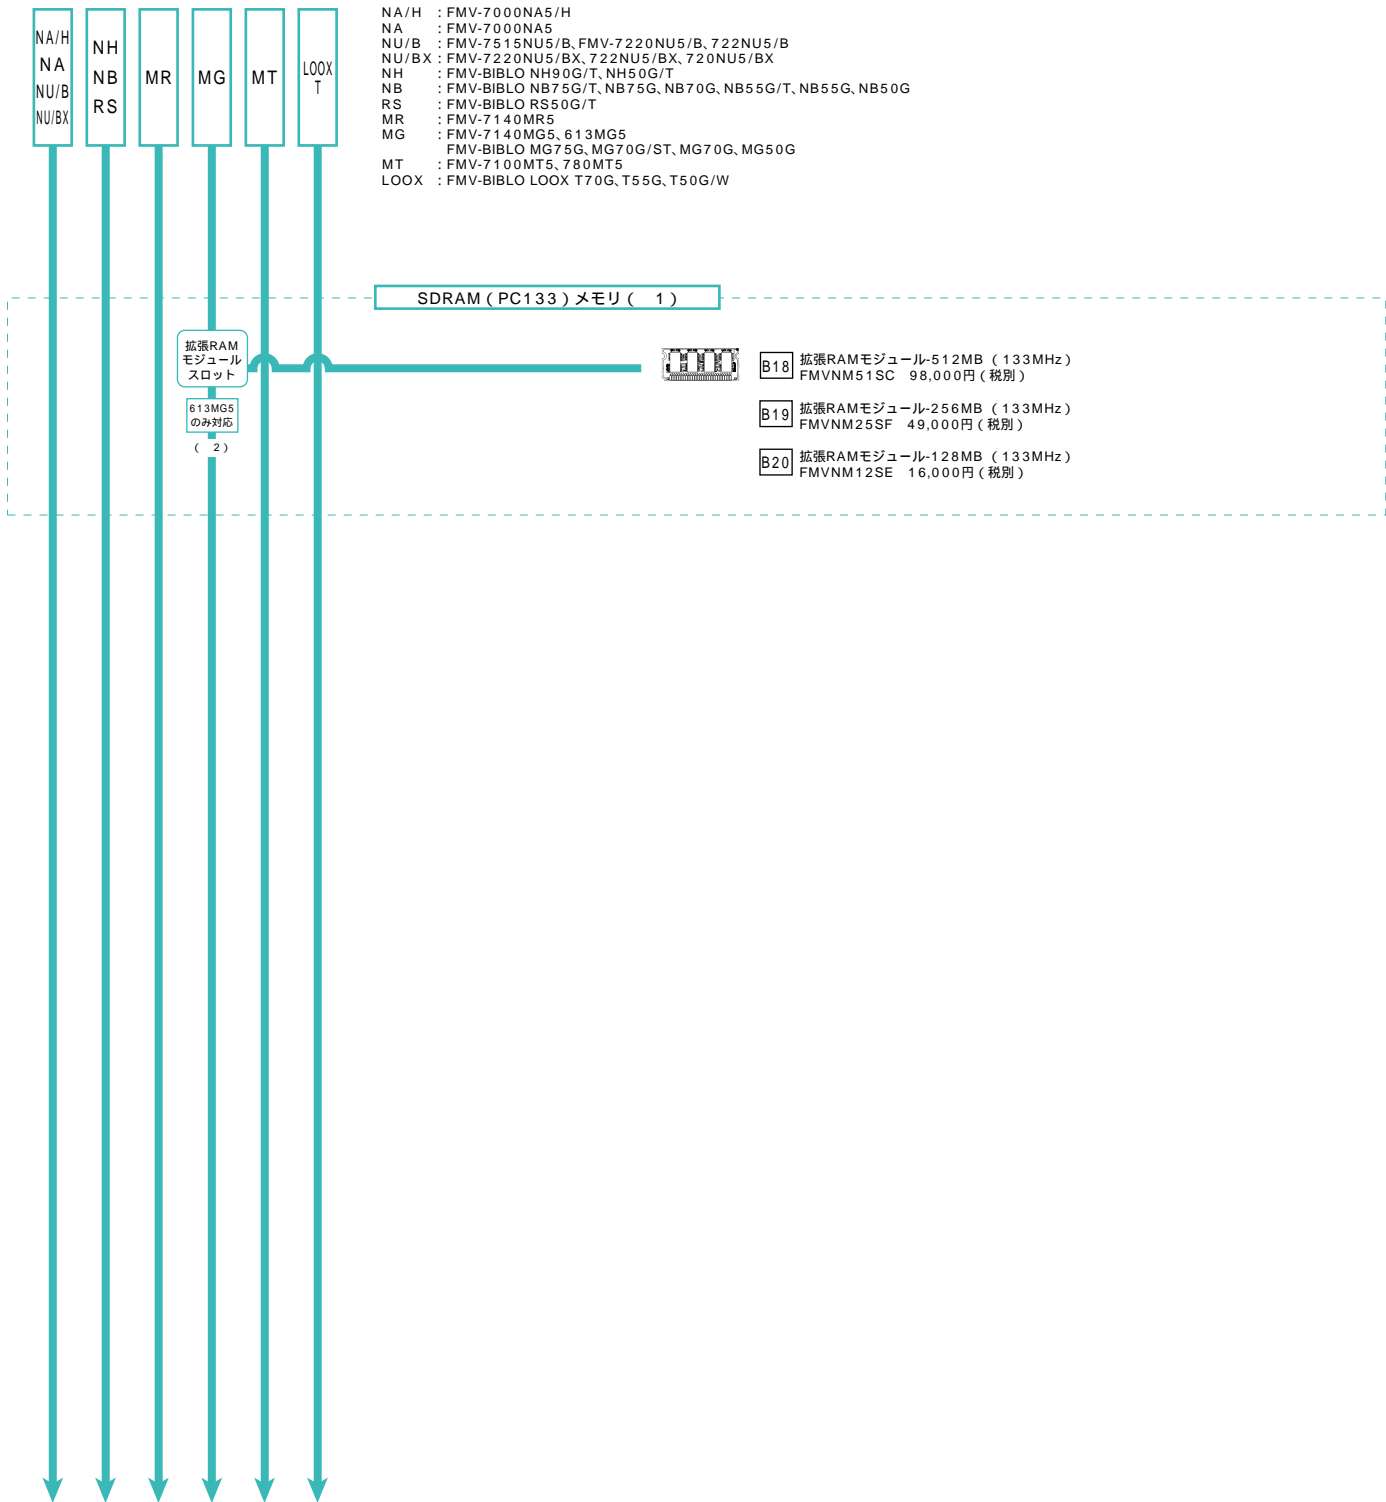 NA/H
NA
NU/B
NU/BX
NH
NB
RS
MR
MG
MT
LOOX
T
NA/H : FMV-7000NA5/H
NA : FMV-7000NA5
NU/B : FMV-7515NU5/B、FMV-7220NU5/B、722NU5/B
NU/BX : FMV-7220NU5/BX、722NU5/BX、720NU5/BX
NH : FMV-BIBLO NH90G/T、NH50G/T
NB : FMV-BIBLO NB75G/T、NB75G、NB70G、NB55G/T、NB55G、NB50G
RS : FMV-BIBLO RS50G/T
MR : FMV-7140MR5
MG : FMV-7140MG5、613MG5
FMV-BIBLO MG75G、MG70G/ST、MG70G、MG50G
MT : FMV-7100MT5、780MT5
LOOX : FMV-BIBLO LOOX T70G、T55G、T50G/W
SDRAM（PC133）メモリ（　1）
拡張RAM
モジュール
スロット
613MG5
のみ対応
（　2）
B18 拡張RAMモジュール-512MB （133MHz）
FMVNM51SC　98,000円（税別）
B19 拡張RAMモジュール-256MB （133MHz）
FMVNM25SF　49,000円（税別）
B20 拡張RAMモジュール-128MB （133MHz）
FMVNM12SE　16,000円（税別）